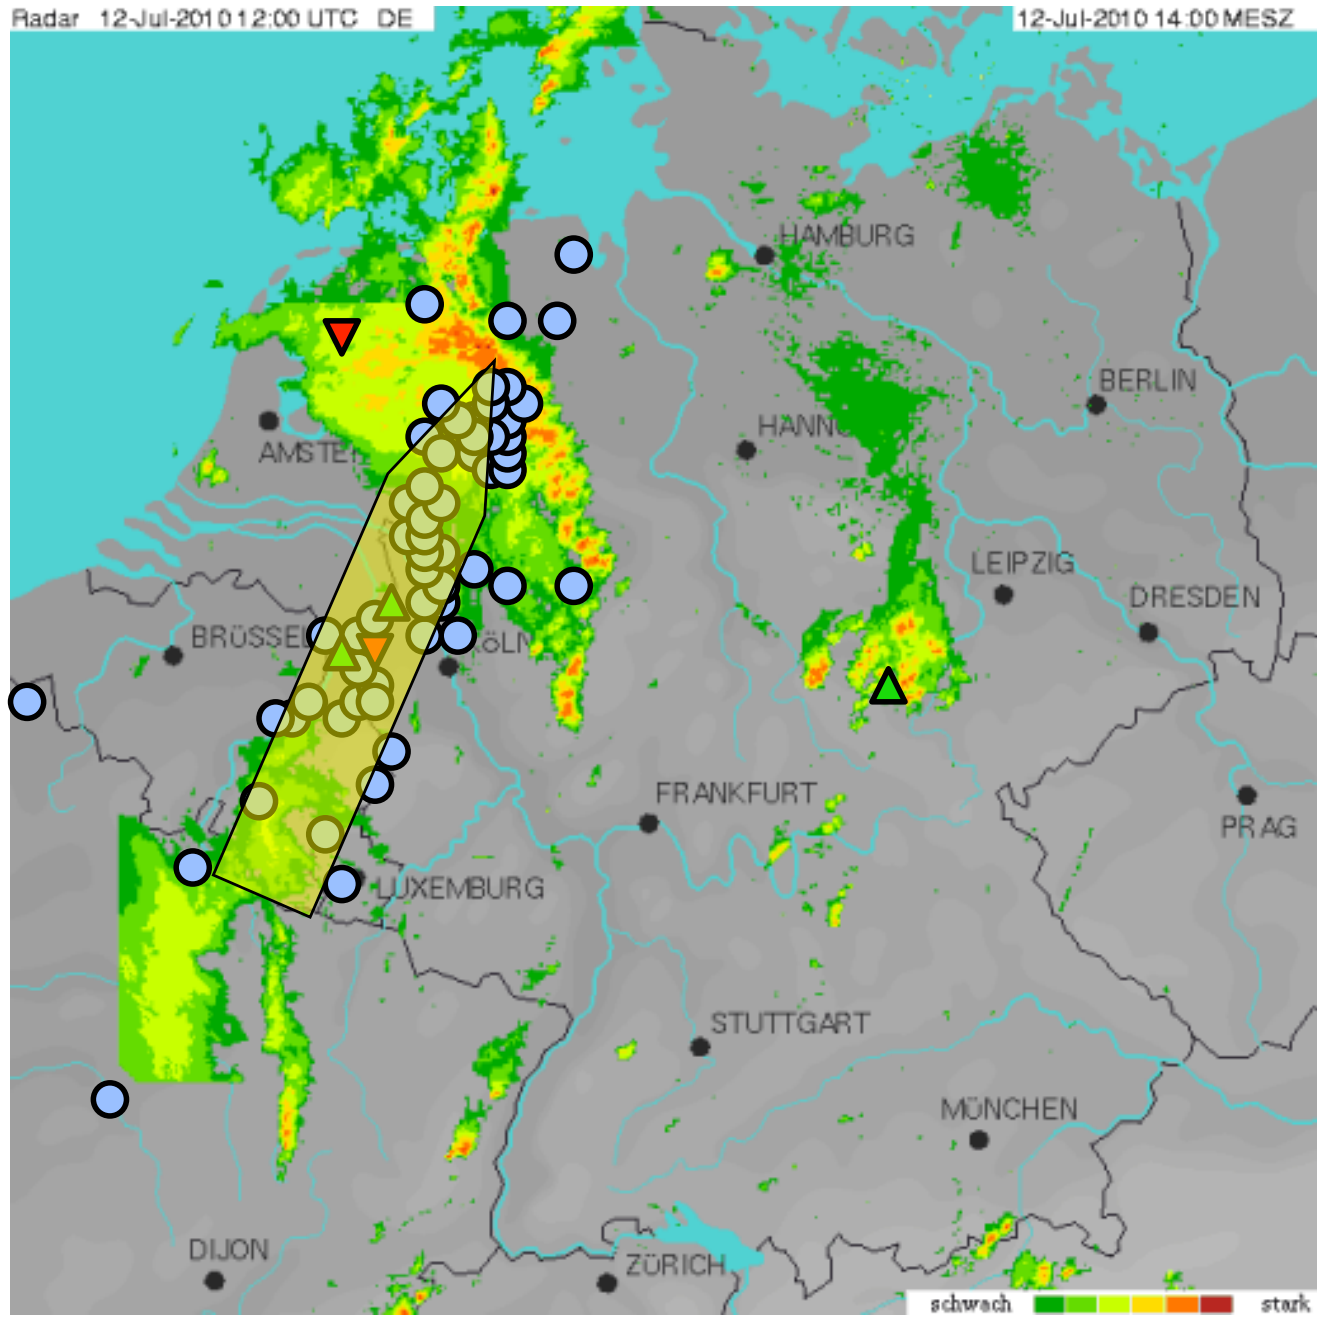 Radar 12-Jul-2010 12:00 UTC DE
12-Jul-2010 14:00 MESZ
HAMBURG
BERLIN
HANNO
AMSTE
LEIPZIG
DRESDEN
BRÜSSEL
KÖLN
FRANKFURT
PRAG
LUXEMBURG
STUTTGART
MÜNCHEN
DIJON
ZÜRICH
schwach stark